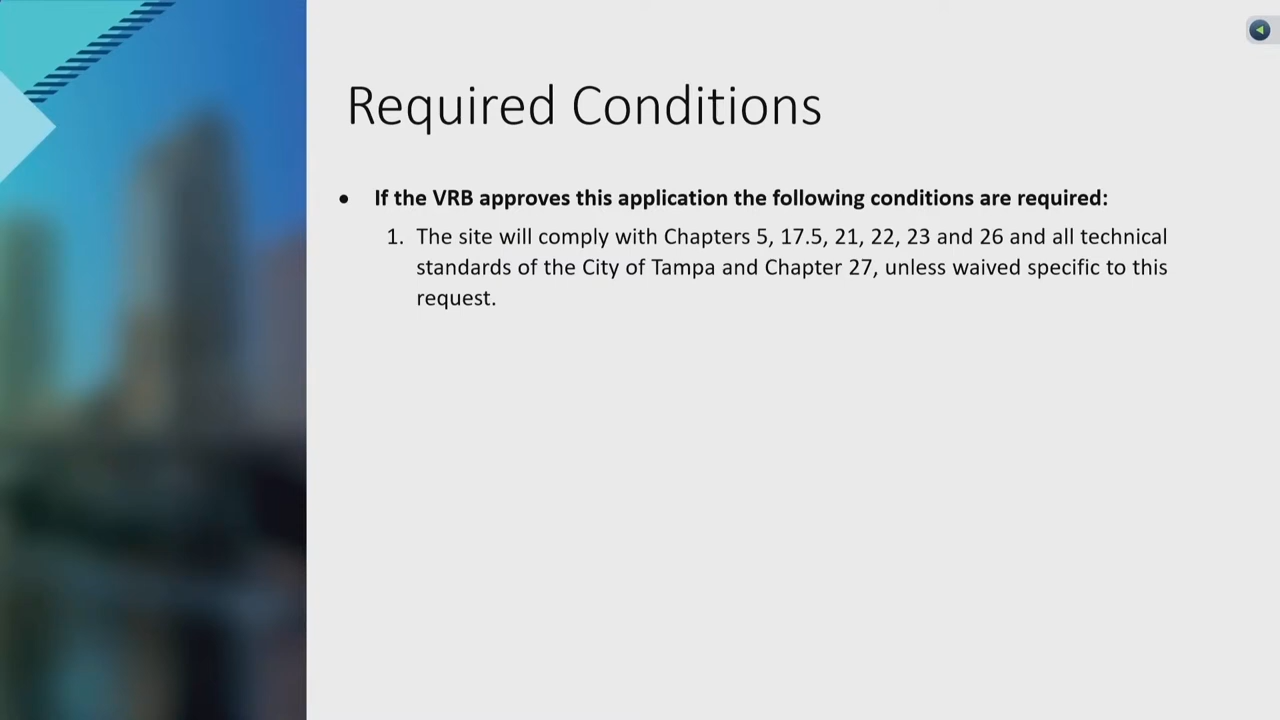 Required Conditions
• If the VRB approves this application the following conditions are required:
1. The site will comply with Chapters 5, 17.5, 21, 22, 23 and 26 and all technical
standards of the City of Tampa and Chapter 27, unless waived specific to this
request.